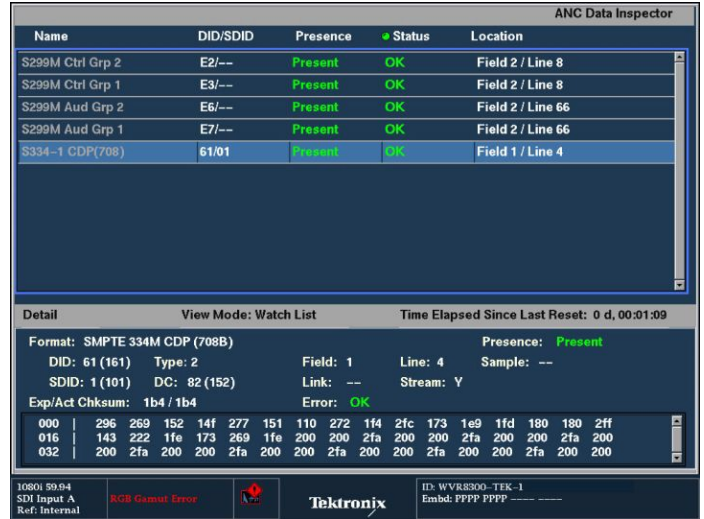 ANC Data Inspector
Name DID/SDID Presence Status Location
S299M Ctrl Grp 2 E2/-- Present OK Field 2 / Line 8
S299M Ctrl Grp 1 E3/-- Present OK Field 2 / Line 8
S299M Aud Grp 2 E6/-- Present OK Field 2 / Line 66
S299M Aud Grp 1 E7/-- Present OK Field 2 / Line 66
S334-1 CDP(708) 61/01 Present OK Field 1 / Line 4
Detail View Mode: Watch List Time Elapsed Since Last Reset: 0 d, 00:01:09
Format: SMPTE 334M CDP (708B) Presence: Present
DID: 61 (161) Type: 2 Field: 1 Line: 4 Sample: --
SDID: 1 (101) DC: 82 (152) Link: -- Stream: Y
Exp/Act Chksum: 1b4 / 1b4 Error: OK
000 | 296 269 152 14f 277 151 110 272 1f4 2fc 173 1e9 1fd 180 180 2ff
016 | 143 222 1fe 173 269 1fe 200 200 2fa 200 200 2fa 200 200 2fa 200
032 | 200 2fa 200 200 2fa 200 200 2fa 200 200 2fa 200 200 2fa 200 200
1080i 59.94
SDI Input A
Ref: Internal
RGB Gamut Error
Tektronix
ID: WVR8300-TEK-1
Embd: PPPP PPPP ---- ----